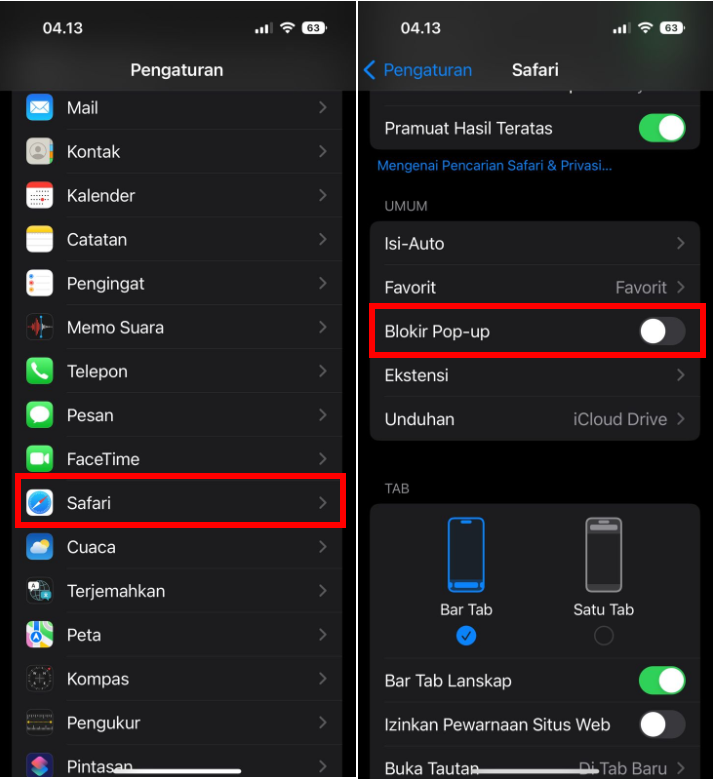 04.13
63
Pengaturan
Mail
Kontak
Kalender
Catatan
Pengingat
Memo Suara
Telepon
Pesan
FaceTime
Safari
Cuaca
Terjemahkan
Peta
Kompas
Pengukur
Pintasan
04.13
63
Pengaturan Safari
Pramuat Hasil Teratas
Mengenai Pencarian Safari & Privasi...
UMUM
Isi-Auto
Favorit Favorit
Blokir Pop-up
Ekstensi
Unduhan iCloud Drive
TAB
Bar Tab Satu Tab
Bar Tab Lanskap
Izinkan Pewarnaan Situs Web
Buka Tautan Di Tab Baru